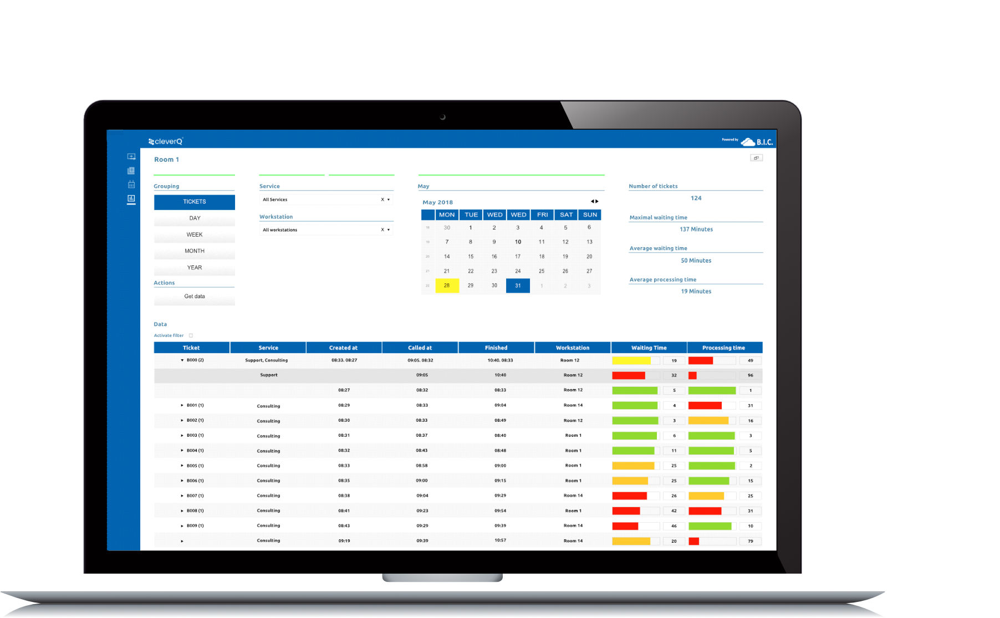 cleverQ
Powered by B.I.C.
Room 1
Grouping
TICKETS
DAY
WEEK
MONTH
YEAR
Actions
Get data
Service
All Services X
Workstation
All workstations X
May
May 2018
MON TUE WED WED FRI SAT SUN
18 30 1 2 3 4 5 6
19 7 8 9 10 11 12 13
20 14 15 16 17 18 19 20
21 21 22 23 24 25 26 27
22 28 29 30 31 1 2 3
Number of tickets
124
Maximal waiting time
137 Minutes
Average waiting time
50 Minutes
Average processing time
19 Minutes
Data
Activate filter
Ticket Service Created at Called at Finished Workstation Waiting Time Processing time
B000 (2) Support, Consulting 08:33. 08:27 09:05. 08:32 10:40. 08:33 Room 12 19 49
Support 09:05 10:40 Room 12 32 96
08:27 08:32 08:33 Room 12 5 1
B001 (1) Consulting 08:29 08:33 09:04 Room 14 4 31
B002 (1) Consulting 08:30 08:33 08:49 Room 12 3 16
B003 (1) Consulting 08:31 08:37 08:40 Room 1 6 3
B004 (1) Consulting 08:32 08:43 08:48 Room 1 11 5
B005 (1) Consulting 08:33 08:58 09:00 Room 1 25 2
B006 (1) Consulting 08:35 09:00 09:15 Room 1 25 15
B007 (1) Consulting 08:38 09:04 09:29 Room 14 26 25
B008 (1) Consulting 08:41 09:23 09:54 Room 1 42 31
B009 (1) Consulting 08:43 09:29 09:39 Room 14 46 10
Consulting 09:19 09:39 10:57 Room 14 20 79